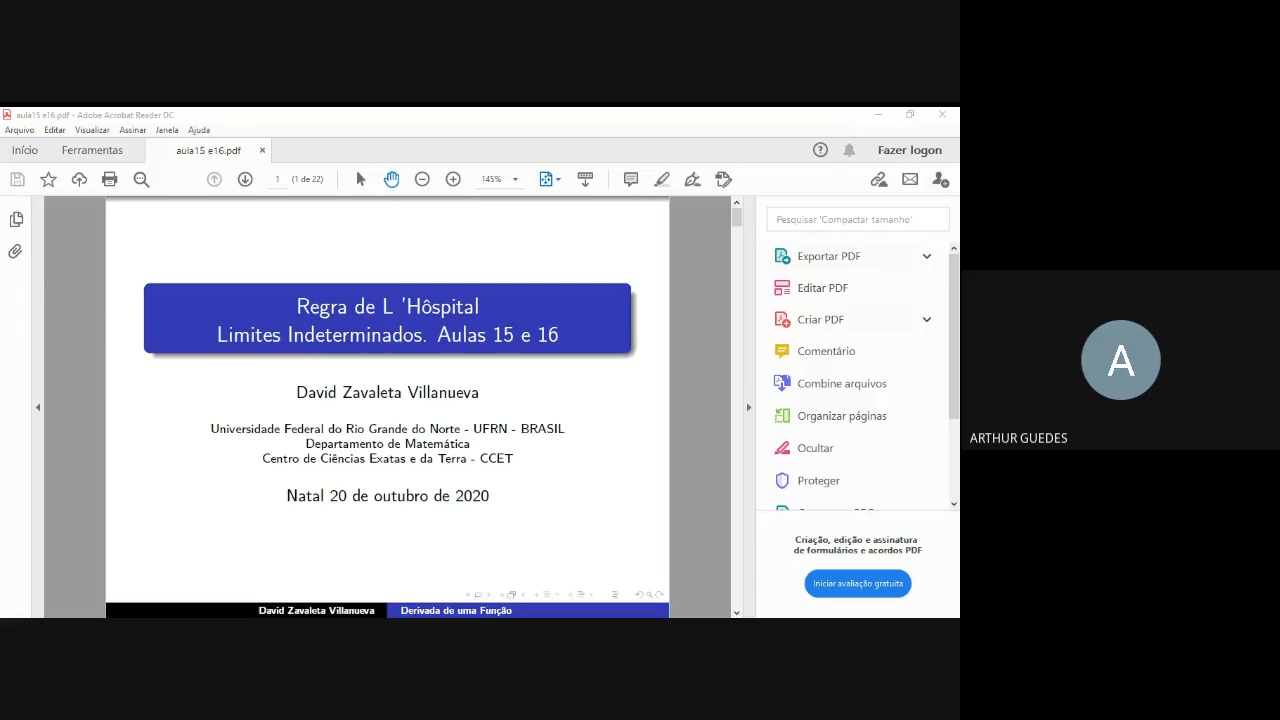 aula15 e16.pdf - Adobe Acrobat Reader DC
Arquivo Editar Visualizar Assinar Janela Ajuda
Início Ferramentas aula15 e16.pdf Fazer logon
1 (1 de 22) 145%
Pesquisar 'Compactar tamanho'
Exportar PDF
Editar PDF
Criar PDF
Comentário
Combine arquivos
Organizar páginas
Ocultar
Proteger
Criação, edição e assinatura
de formulários e acordos PDF
Iniciar avaliação gratuita
Regra de L 'Hôspital
Limites Indeterminados. Aulas 15 e 16
David Zavaleta Villanueva
Universidade Federal do Rio Grande do Norte - UFRN - BRASIL
Departamento de Matemática
Centro de Ciências Exatas e da Terra - CCET
Natal 20 de outubro de 2020
David Zavaleta Villanueva Derivada de uma Função
A
ARTHUR GUEDES